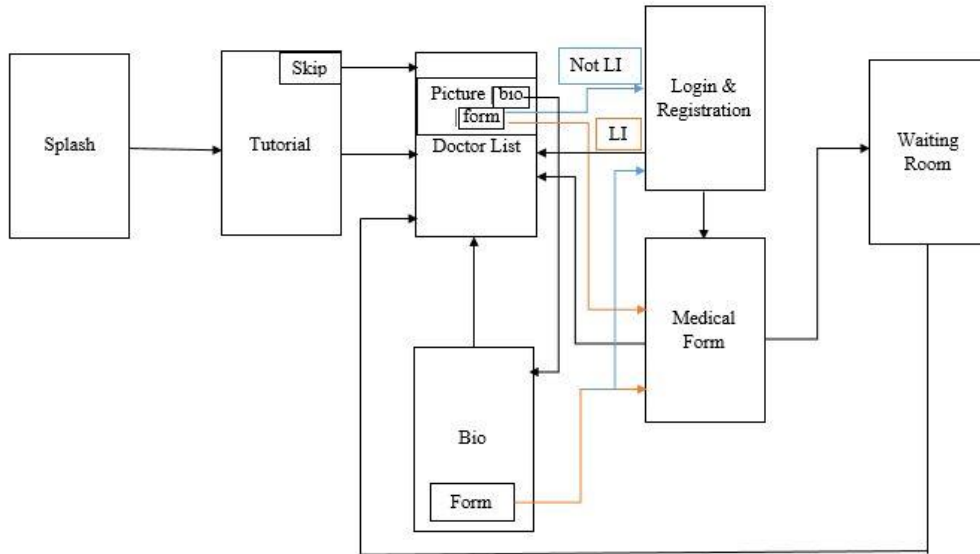 Splash
Skip
Tutorial
Picture bio
form
Doctor List
Not LI
LI
Login &
Registration
Waiting
Room
Medical
Form
Bio
Form